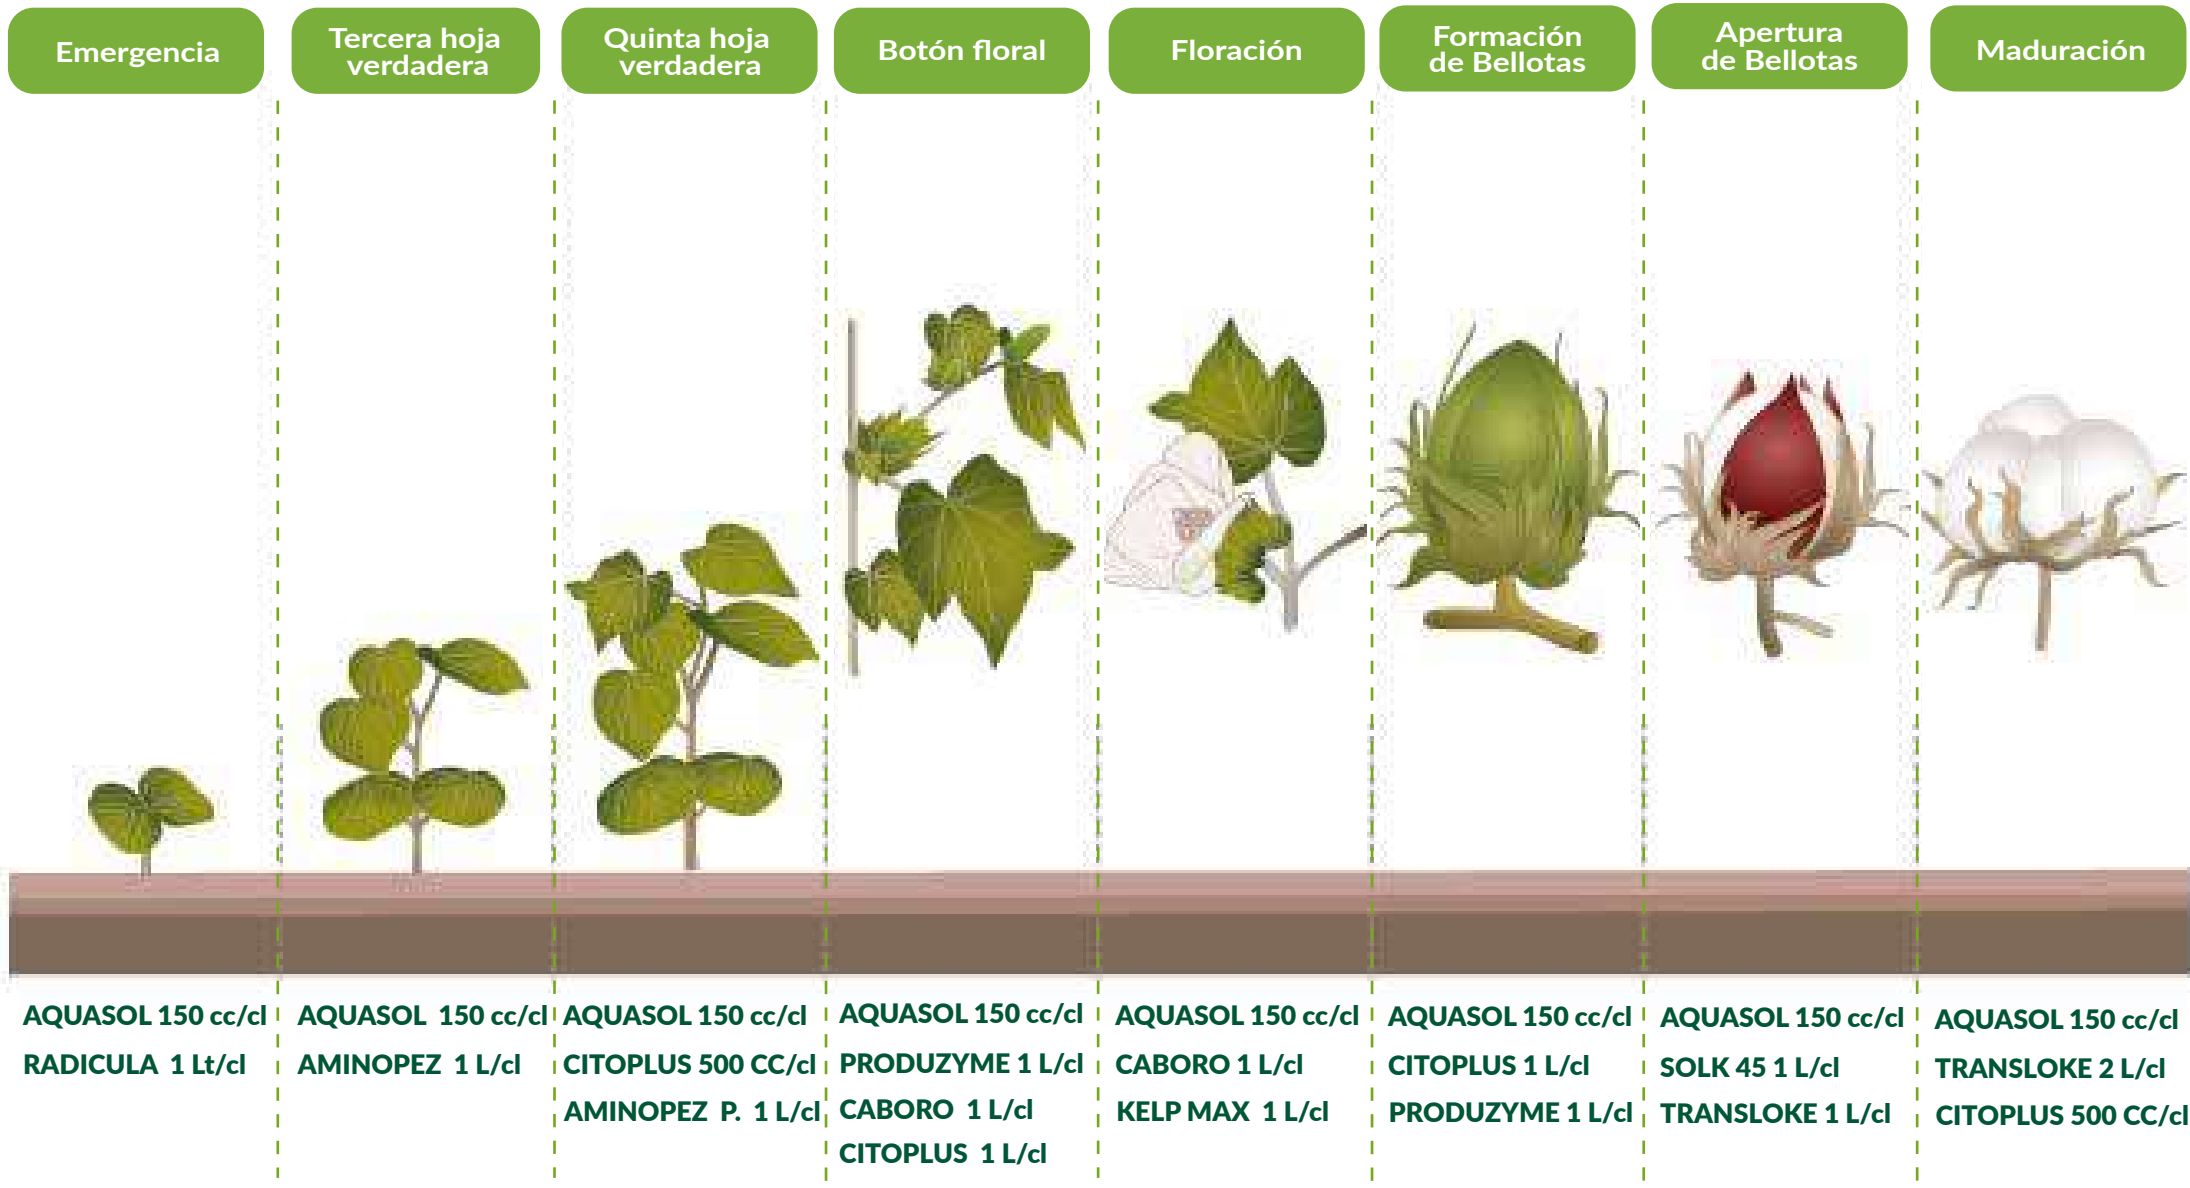 Emergencia
Tercera hoja
verdadera
Quinta hoja
verdadera
Botón floral
Floración
Formación
de Bellotas
Apertura
de Bellotas
Maduración
AQUASOL 150 cc/cl
RADICULA 1 Lt/cl
AQUASOL 150 cc/cl
AMINOPEZ 1 L/cl
AQUASOL 150 cc/cl
CITOPLUS 500 CC/cl
AMINOPEZ P. 1 L/cl
AQUASOL 150 cc/cl
PRODUZYME 1 L/cl
CABORO 1 L/cl
CITOPLUS 1 L/cl
AQUASOL 150 cc/cl
CABORO 1 L/cl
KELP MAX 1 L/cl
AQUASOL 150 cc/cl
CITOPLUS 1 L/cl
PRODUZYME 1 L/cl
AQUASOL 150 cc/cl
SOLK 45 1 L/cl
TRANSLOKE 1 L/cl
AQUASOL 150 cc/cl
TRANSLOKE 2 L/cl
CITOPLUS 500 CC/cl